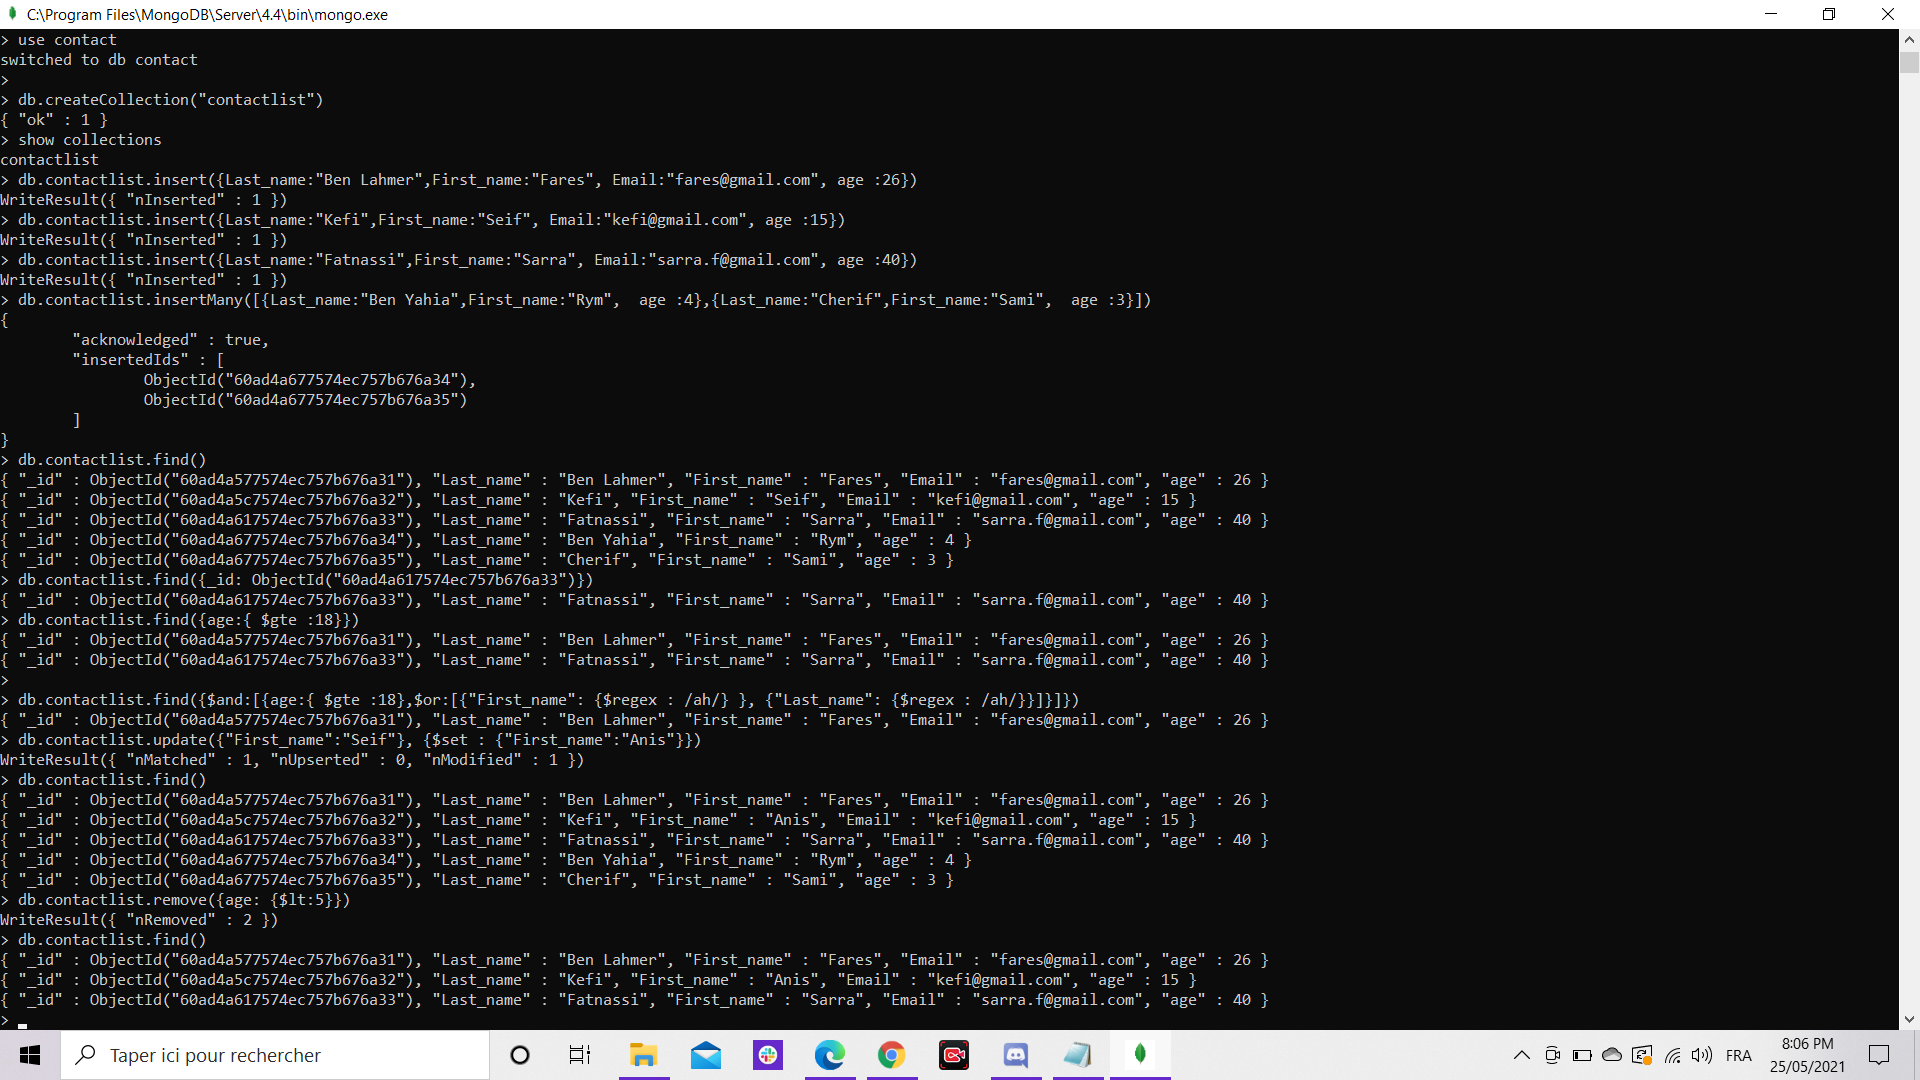 C:\Program Files\MongoDB\Server\4.4\bin\mongo.exe
> use contact
switched to db contact
>
> db.createCollection("contactlist")
{ "ok" : 1 }
> show collections
contactlist
> db.contactlist.insert({Last_name:"Ben Lahmer",First_name:"Fares", Email:"fares@gmail.com", age :26})
WriteResult({ "nInserted" : 1 })
> db.contactlist.insert({Last_name:"Kefi",First_name:"Seif", Email:"kefi@gmail.com", age :15})
WriteResult({ "nInserted" : 1 })
> db.contactlist.insert({Last_name:"Fatnassi",First_name:"Sarra", Email:"sarra.f@gmail.com", age :40})
WriteResult({ "nInserted" : 1 })
> db.contactlist.insertMany([{Last_name:"Ben Yahia",First_name:"Rym",  age :4},{Last_name:"Cherif",First_name:"Sami",  age :3}])
{
        "acknowledged" : true,
        "insertedIds" : [
                ObjectId("60ad4a677574ec757b676a34"),
                ObjectId("60ad4a677574ec757b676a35")
        ]
}
> db.contactlist.find()
{ "_id" : ObjectId("60ad4a577574ec757b676a31"), "Last_name" : "Ben Lahmer", "First_name" : "Fares", "Email" : "fares@gmail.com", "age" : 26 }
{ "_id" : ObjectId("60ad4a5c7574ec757b676a32"), "Last_name" : "Kefi", "First_name" : "Seif", "Email" : "kefi@gmail.com", "age" : 15 }
{ "_id" : ObjectId("60ad4a617574ec757b676a33"), "Last_name" : "Fatnassi", "First_name" : "Sarra", "Email" : "sarra.f@gmail.com", "age" : 40 }
{ "_id" : ObjectId("60ad4a677574ec757b676a34"), "Last_name" : "Ben Yahia", "First_name" : "Rym", "age" : 4 }
{ "_id" : ObjectId("60ad4a677574ec757b676a35"), "Last_name" : "Cherif", "First_name" : "Sami", "age" : 3 }
> db.contactlist.find({_id: ObjectId("60ad4a617574ec757b676a33")})
{ "_id" : ObjectId("60ad4a617574ec757b676a33"), "Last_name" : "Fatnassi", "First_name" : "Sarra", "Email" : "sarra.f@gmail.com", "age" : 40 }
> db.contactlist.find({age:{ $gte :18}})
{ "_id" : ObjectId("60ad4a577574ec757b676a31"), "Last_name" : "Ben Lahmer", "First_name" : "Fares", "Email" : "fares@gmail.com", "age" : 26 }
{ "_id" : ObjectId("60ad4a617574ec757b676a33"), "Last_name" : "Fatnassi", "First_name" : "Sarra", "Email" : "sarra.f@gmail.com", "age" : 40 }
>
> db.contactlist.find({$and:[{age:{ $gte :18},$or:[{"First_name": {$regex : /ah/} }, {"Last_name": {$regex : /ah/}}]}]})
{ "_id" : ObjectId("60ad4a577574ec757b676a31"), "Last_name" : "Ben Lahmer", "First_name" : "Fares", "Email" : "fares@gmail.com", "age" : 26 }
> db.contactlist.update({"First_name":"Seif"}, {$set : {"First_name":"Anis"}})
WriteResult({ "nMatched" : 1, "nUpserted" : 0, "nModified" : 1 })
> db.contactlist.find()
{ "_id" : ObjectId("60ad4a577574ec757b676a31"), "Last_name" : "Ben Lahmer", "First_name" : "Fares", "Email" : "fares@gmail.com", "age" : 26 }
{ "_id" : ObjectId("60ad4a5c7574ec757b676a32"), "Last_name" : "Kefi", "First_name" : "Anis", "Email" : "kefi@gmail.com", "age" : 15 }
{ "_id" : ObjectId("60ad4a617574ec757b676a33"), "Last_name" : "Fatnassi", "First_name" : "Sarra", "Email" : "sarra.f@gmail.com", "age" : 40 }
{ "_id" : ObjectId("60ad4a677574ec757b676a34"), "Last_name" : "Ben Yahia", "First_name" : "Rym", "age" : 4 }
{ "_id" : ObjectId("60ad4a677574ec757b676a35"), "Last_name" : "Cherif", "First_name" : "Sami", "age" : 3 }
> db.contactlist.remove({age: {$lt:5}})
WriteResult({ "nRemoved" : 2 })
> db.contactlist.find()
{ "_id" : ObjectId("60ad4a577574ec757b676a31"), "Last_name" : "Ben Lahmer", "First_name" : "Fares", "Email" : "fares@gmail.com", "age" : 26 }
{ "_id" : ObjectId("60ad4a5c7574ec757b676a32"), "Last_name" : "Kefi", "First_name" : "Anis", "Email" : "kefi@gmail.com", "age" : 15 }
{ "_id" : ObjectId("60ad4a617574ec757b676a33"), "Last_name" : "Fatnassi", "First_name" : "Sarra", "Email" : "sarra.f@gmail.com", "age" : 40 }
>
Taper ici pour rechercher
FRA
8:06 PM
25/05/2021